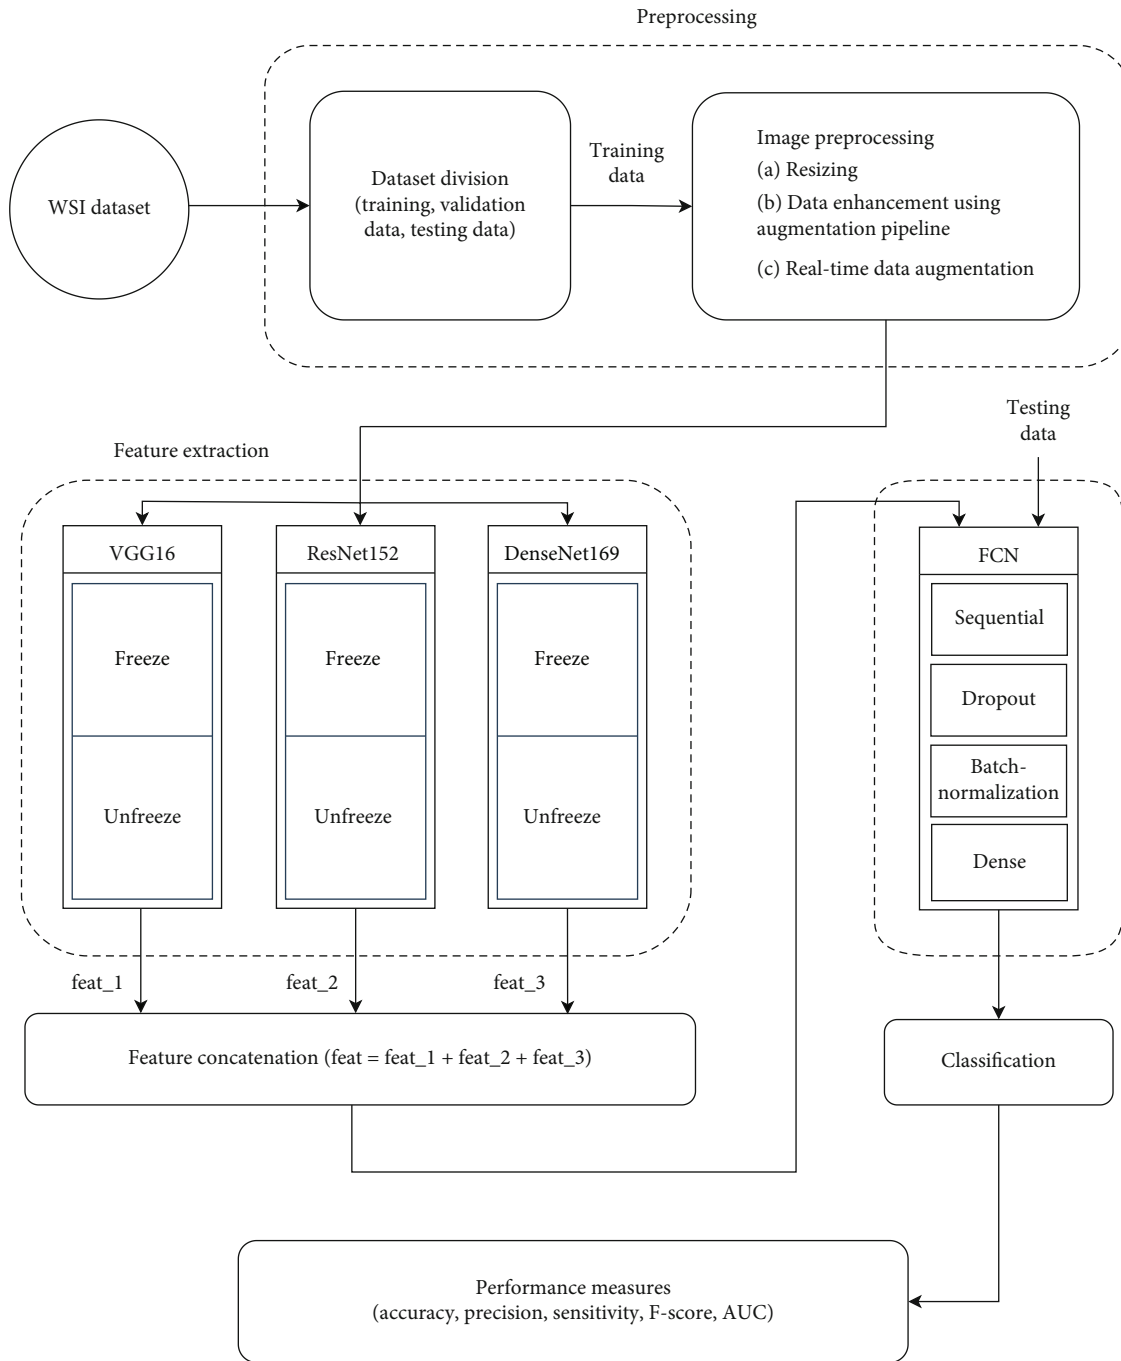 Preprocessing
WSI dataset
Dataset division
(training, validation
data, testing data)
Training
data
Image preprocessing
(a) Resizing
(b) Data enhancement using
augmentation pipeline
(c) Real-time data augmentation
Testing
data
Feature extraction
VGG16
Freeze
Unfreeze
ResNet152
Freeze
Unfreeze
DenseNet169
Freeze
Unfreeze
FCN
Sequential
Dropout
Batch-
normalization
Dense
feat_1
feat_2
feat_3
Feature concatenation (feat = feat_1 + feat_2 + feat_3)
Classification
Performance measures
(accuracy, precision, sensitivity, F-score, AUC)